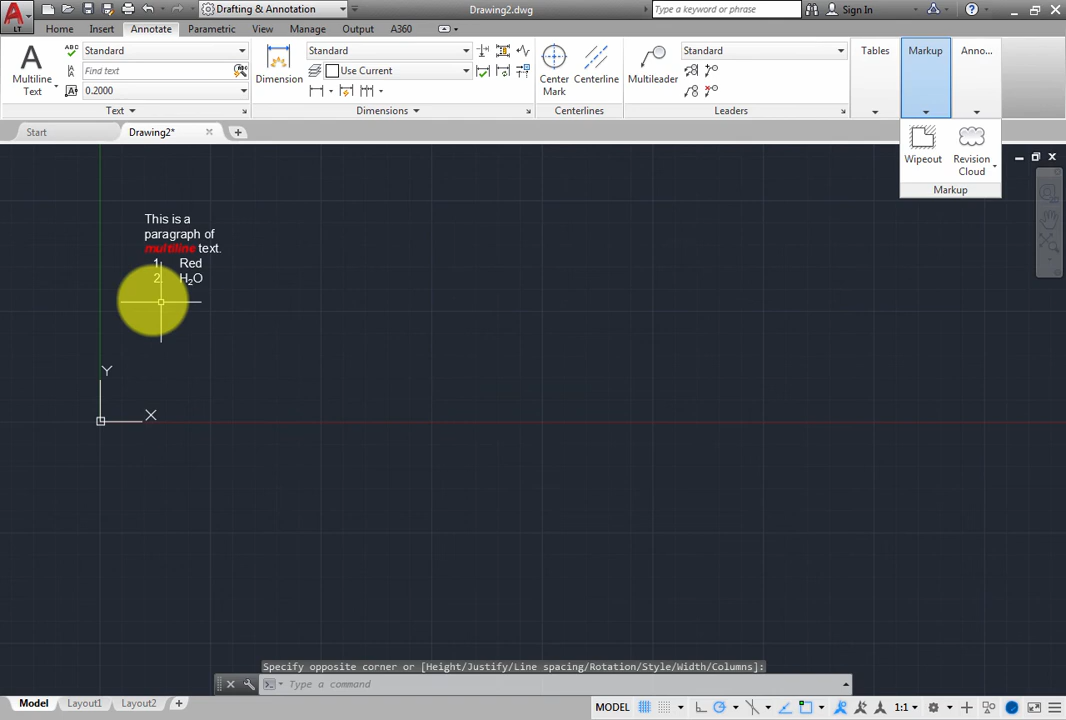 Drafting & Annotation
Drawing2.dwg
Type a keyword or phrase
Sign In
LT
Home
Insert
Annotate
Parametric
View
Manage
Output
A360
Multiline
Text
ABC
Standard
Find text
0.2000
Text
Dimension
Standard
Use Current
Dimensions
Center
Mark
Centerline
Centerlines
Multileader
Standard
Leaders
Tables
Markup
Anno...
Wipeout
Revision
Cloud
Markup
Start
Drawing2*
This is a
paragraph of
multiline text.
1. Red
2. H₂O
Y
X
Specify opposite corner or [Height/Justify/Line spacing/Rotation/Style/Width/Columns]:
Type a command
Model
Layout1
Layout2
MODEL
1:1